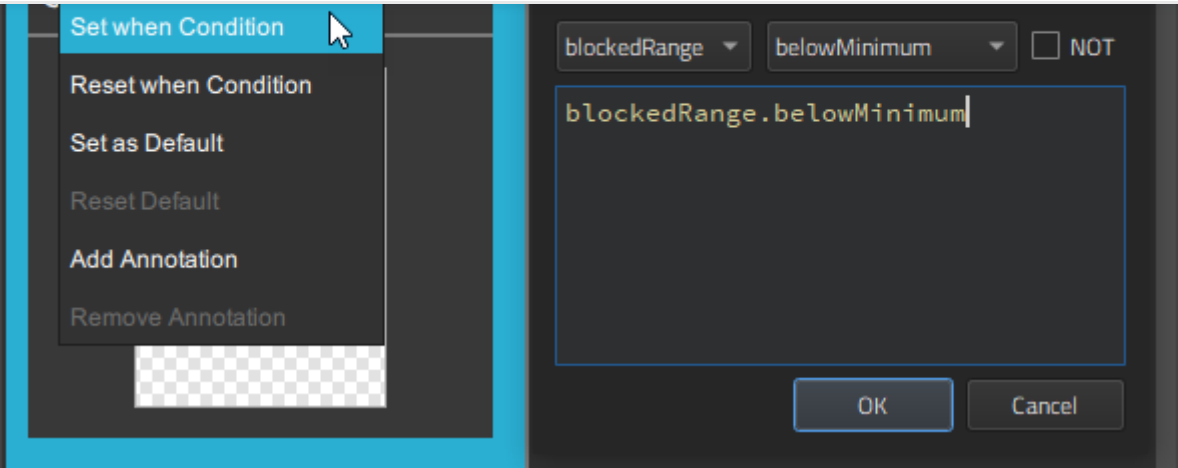 Set when Condition
Reset when Condition
Set as Default
Reset Default
Add Annotation
Remove Annotation
blockedRange belowMinimum NOT
blockedRange.belowMinimum
OK Cancel